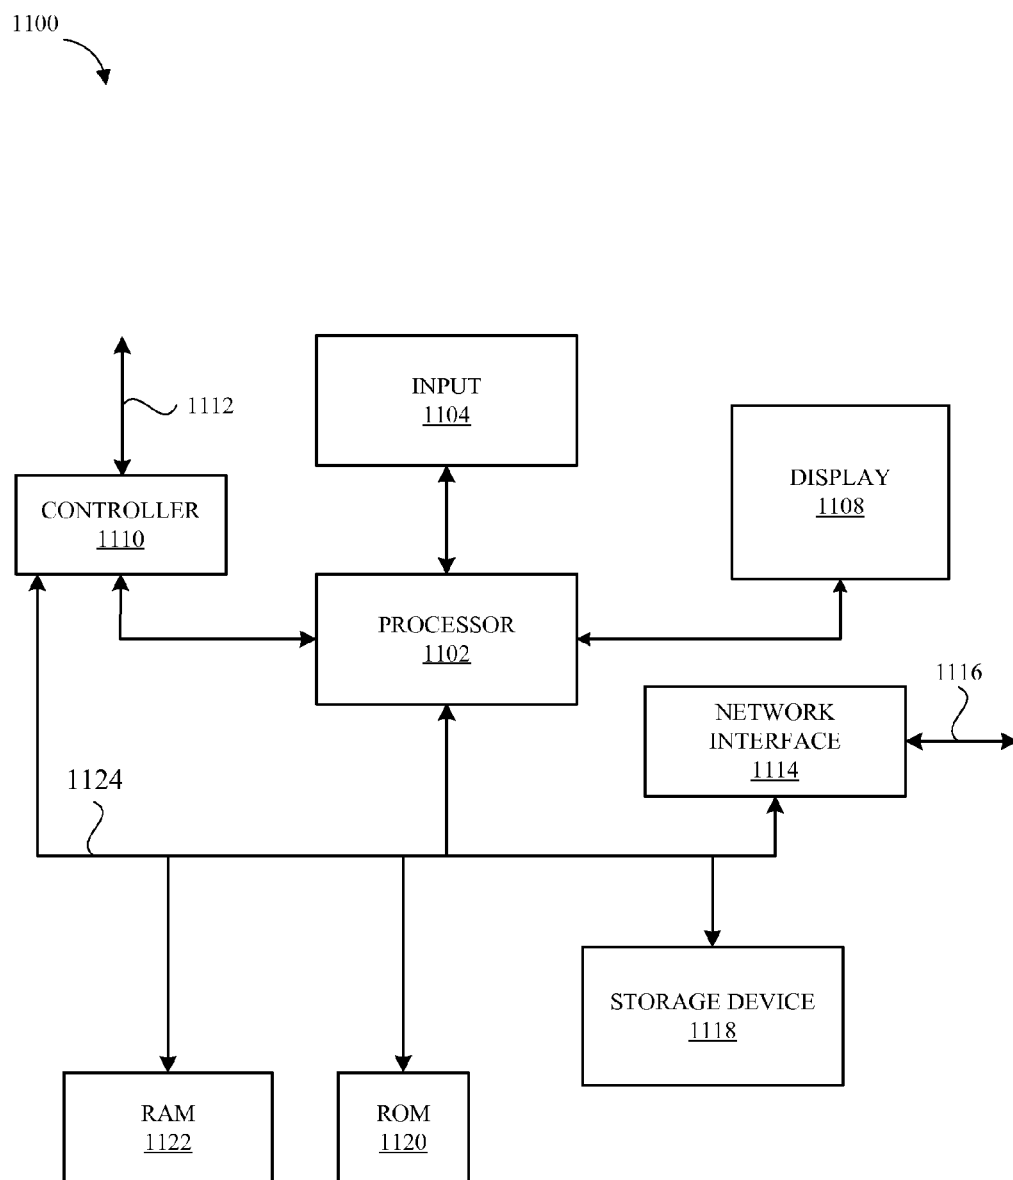 1100
1112
INPUT
1104
DISPLAY
1108
CONTROLLER
1110
PROCESSOR
1102
1116
NETWORK
INTERFACE
1114
1124
STORAGE DEVICE
1118
RAM
1122
ROM
1120